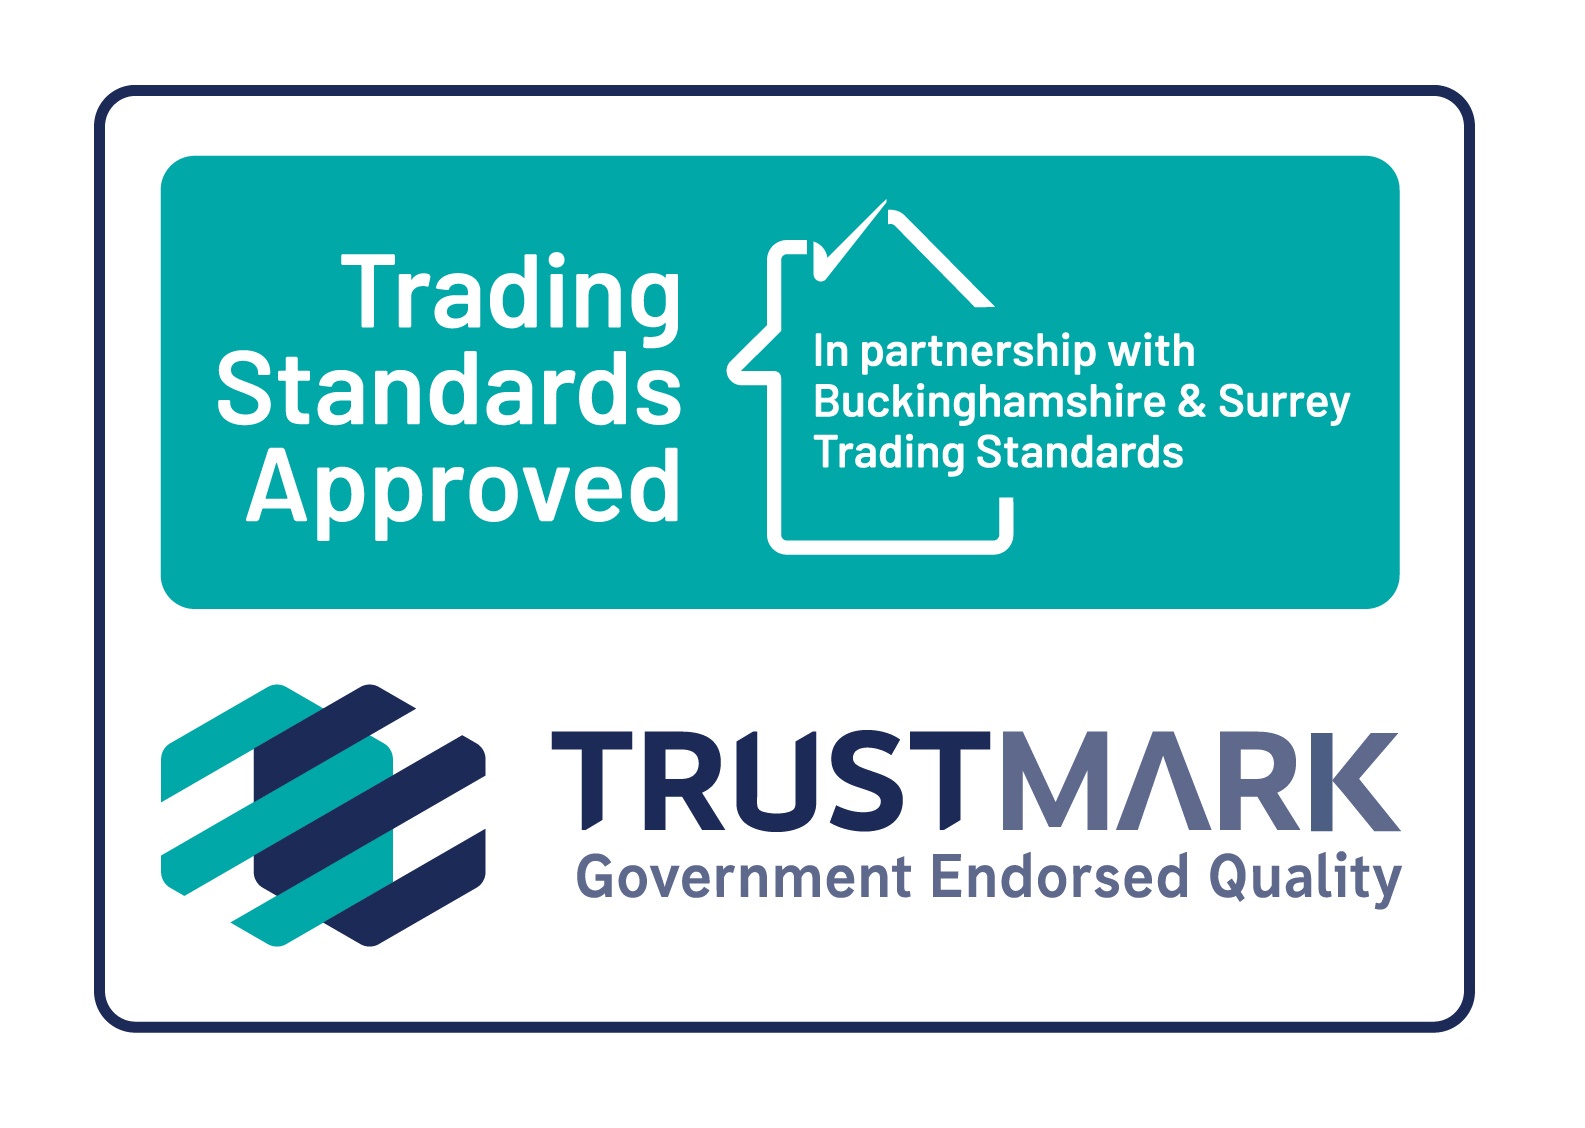 Trading
Standards
Approved
In partnership with
Buckinghamshire & Surrey
Trading Standards
TRUSTMARK
Government Endorsed Quality